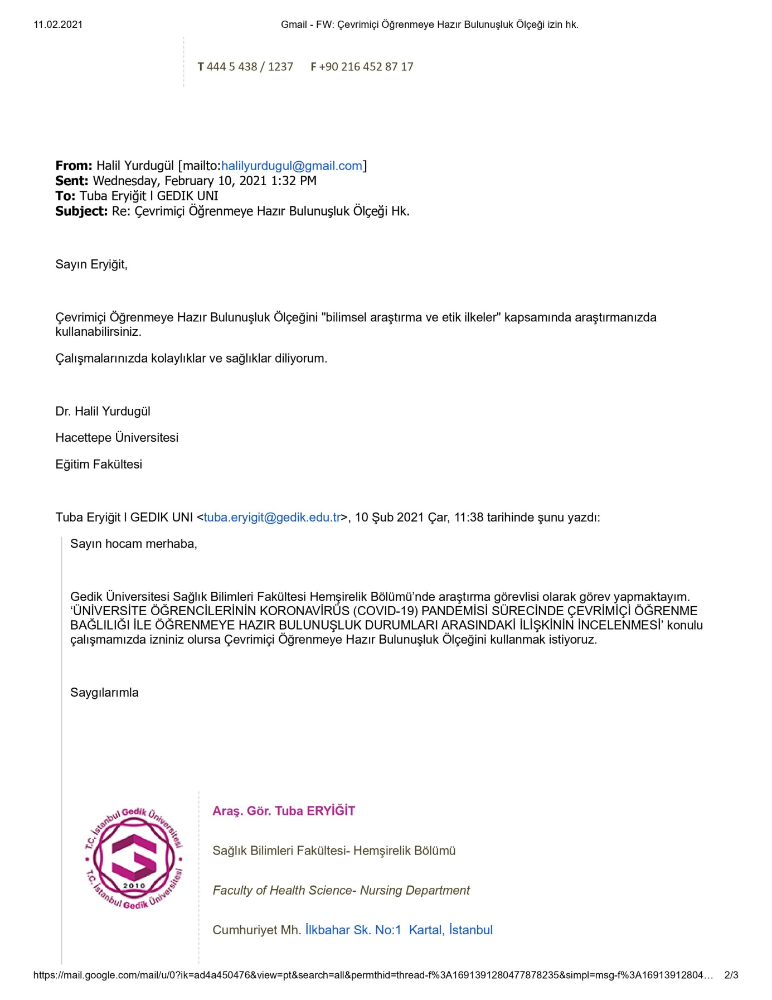 11.02.2021 Gmail - FW: Çevrimiçi Öğrenmeye Hazır Bulunuşluk Ölçeği izin hk.
T 444 5 438 / 1237 F +90 216 452 87 17
From: Halil Yurdugül [mailto:halilyurdugul@gmail.com]
Sent: Wednesday, February 10, 2021 1:32 PM
To: Tuba Eryiğit l GEDIK UNI
Subject: Re: Çevrimiçi Öğrenmeye Hazır Bulunuşluk Ölçeği Hk.
Sayın Eryiğit,
Çevrimiçi Öğrenmeye Hazır Bulunuşluk Ölçeğini "bilimsel araştırma ve etik ilkeler" kapsamında araştırmanızda
kullanabilirsiniz.
Çalışmalarınızda kolaylıklar ve sağlıklar diliyorum.
Dr. Halil Yurdugül
Hacettepe Üniversitesi
Eğitim Fakültesi
Tuba Eryiğit l GEDIK UNI <tuba.eryigit@gedik.edu.tr>, 10 Şub 2021 Çar, 11:38 tarihinde şunu yazdı:
Sayın hocam merhaba,
Gedik Üniversitesi Sağlık Bilimleri Fakültesi Hemşirelik Bölümü’nde araştırma görevlisi olarak görev yapmaktayım.
‘ÜNİVERSİTE ÖĞRENCİLERİNİN KORONAVİRÜS (COVID-19) PANDEMİSİ SÜRECİNDE ÇEVRİMİÇİ ÖĞRENME
BAĞLILIĞI İLE ÖĞRENMEYE HAZIR BULUNUŞLUK DURUMLARI ARASINDAKİ İLİŞKİNİN İNCELENMESİ’ konulu
çalışmamızda izniniz olursa Çevrimiçi Öğrenmeye Hazır Bulunuşluk Ölçeğini kullanmak istiyoruz.
Saygılarımla
T.C. İstanbul Gedik Üniversitesi
2010
T.C. İstanbul Gedik Üniversitesi
Araş. Gör. Tuba ERYİĞİT
Sağlık Bilimleri Fakültesi- Hemşirelik Bölümü
Faculty of Health Science- Nursing Department
Cumhuriyet Mh. İlkbahar Sk. No:1 Kartal, İstanbul
https://mail.google.com/mail/u/0?ik=ad4a450476&view=pt&search=all&permthid=thread-f%3A1691391280477878235&simpl=msg-f%3A16913912804… 2/3